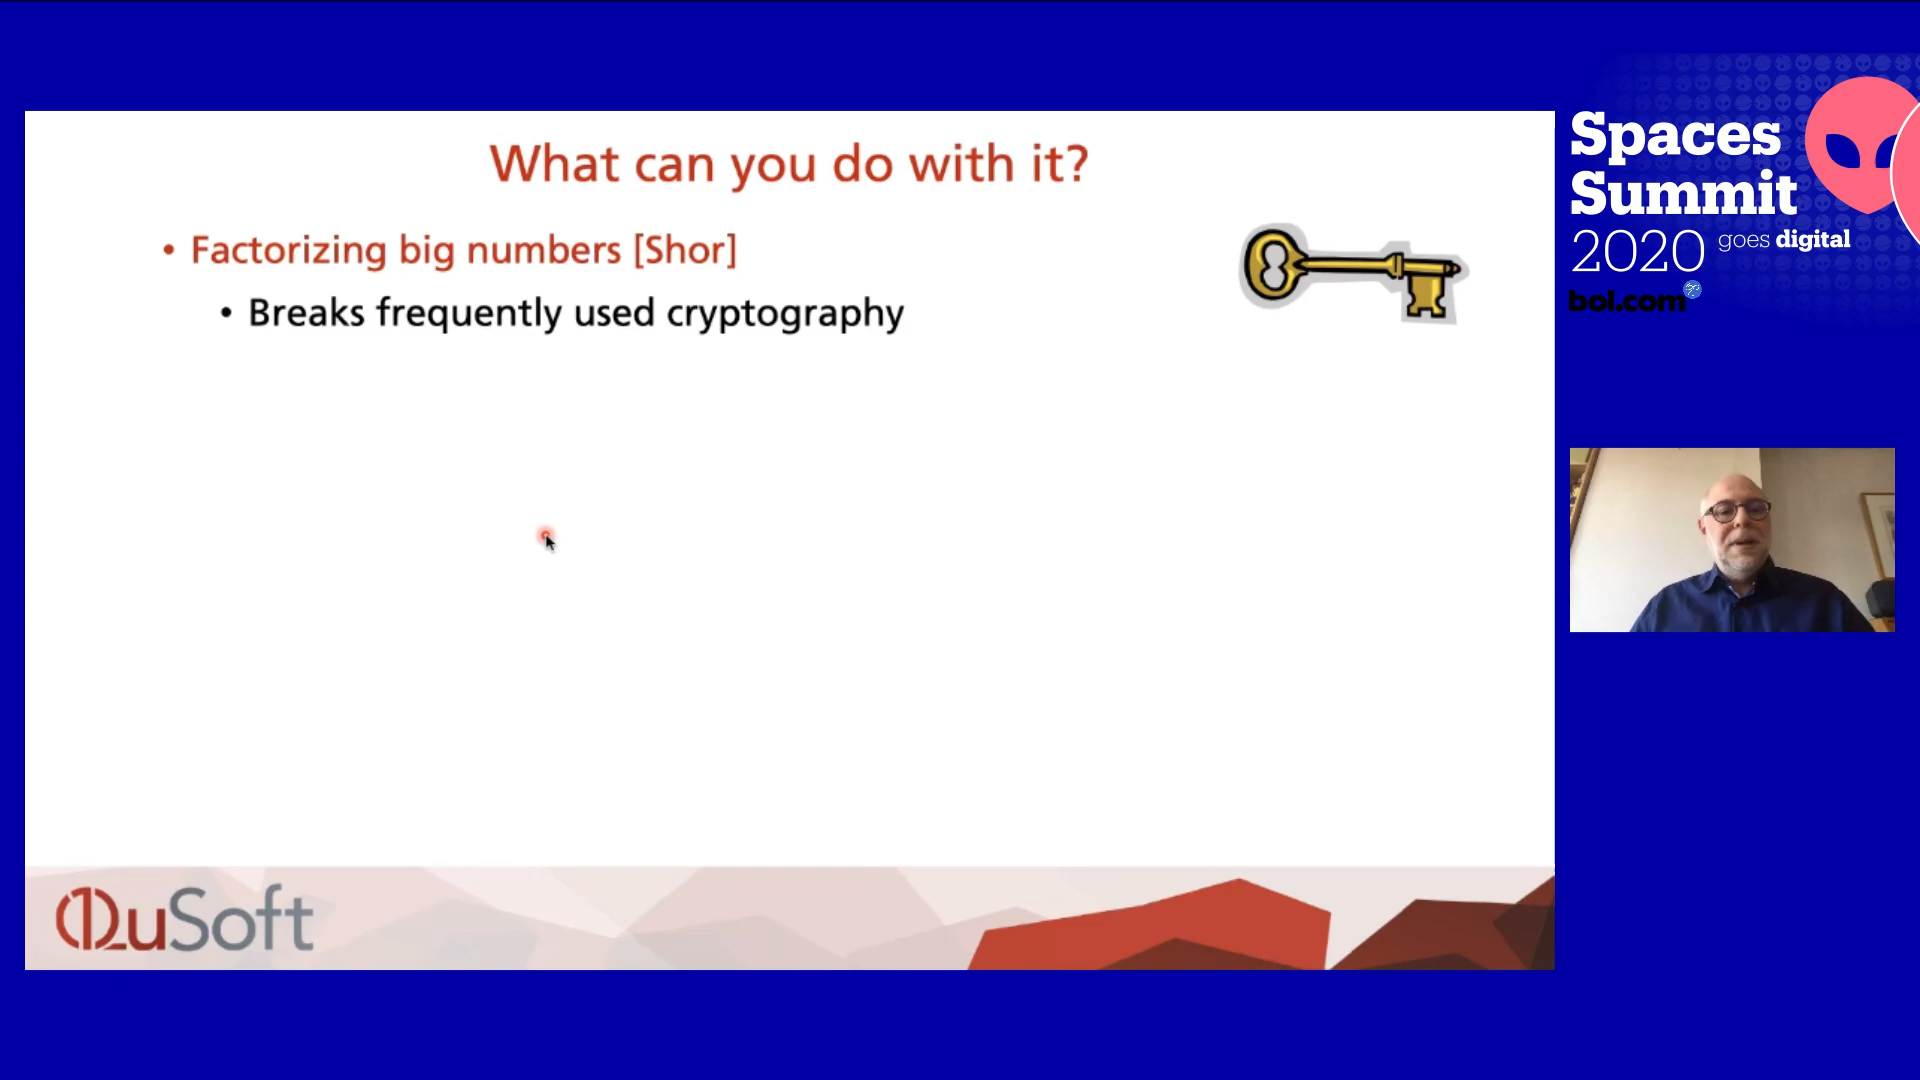 What can you do with it?
• Factorizing big numbers [Shor]
• Breaks frequently used cryptography
QuSoft
Spaces
Summit
2020 goes digital
bol.com